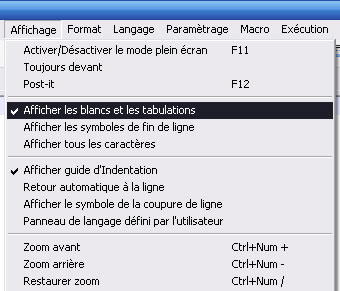 Affichage Format Langage Paramètrage Macro Exécution
Activer/Désactiver le mode plein écran F11
Toujours devant
Post-it F12
Afficher les blancs et les tabulations
Afficher les symboles de fin de ligne
Afficher tous les caractères
Afficher guide d'Indentation
Retour automatique à la ligne
Afficher le symbole de la coupure de ligne
Panneau de langage défini par l'utilisateur
Zoom avant Ctrl+Num +
Zoom arrière Ctrl+Num -
Restaurer zoom Ctrl+Num /